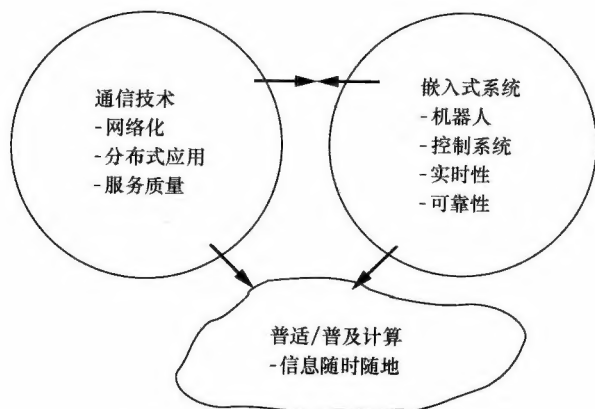 通信技术
-网络化
-分布式应用
-服务质量
嵌入式系统
-机器人
-控制系统
-实时性
-可靠性
普适/普及计算
-信息随时随地